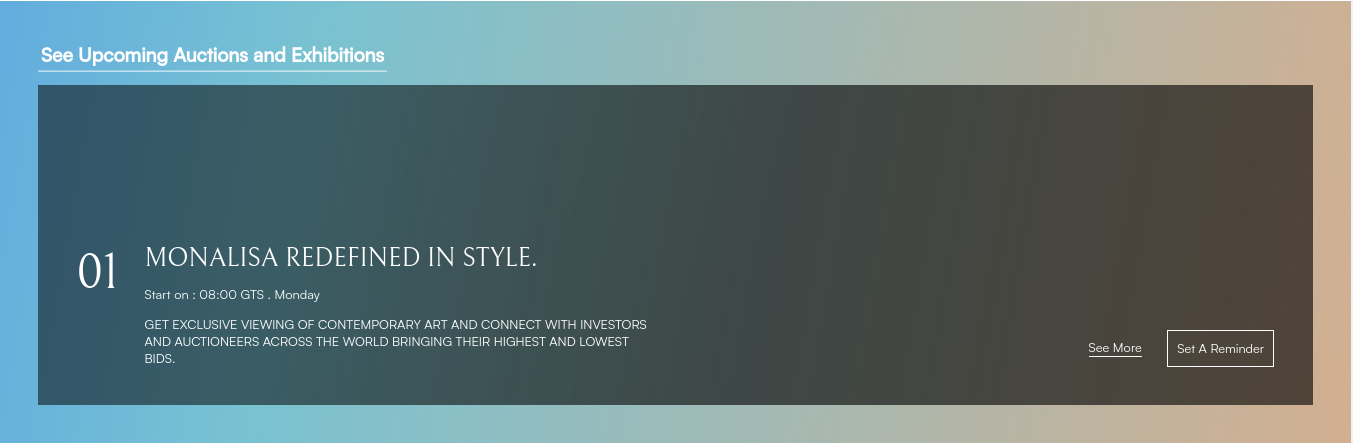 See Upcoming Auctions and Exhibitions
01
MONALISA REDEFINED IN STYLE.
Start on : 08:00 GTS . Monday
GET EXCLUSIVE VIEWING OF CONTEMPORARY ART AND CONNECT WITH INVESTORS
AND AUCTIONEERS ACROSS THE WORLD BRINGING THEIR HIGHEST AND LOWEST
BIDS.
See More
Set A Reminder